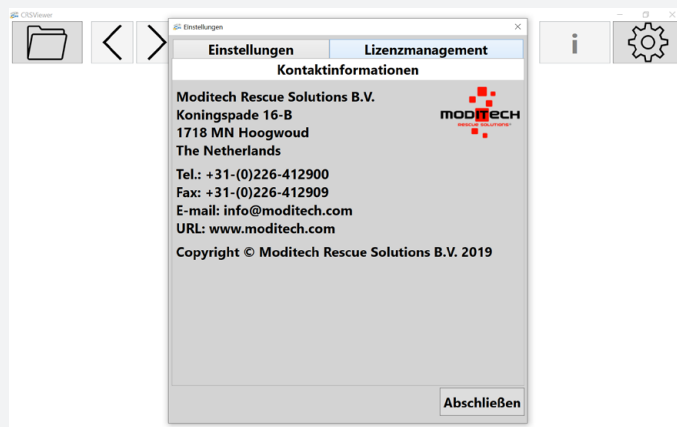 CRSViewer
Einstellungen
Einstellungen
Lizenzmanagement
Kontaktinformationen
Moditech Rescue Solutions B.V.
Koningspade 16-B
1718 MN Hoogwoud
The Netherlands
MODITECH
RESCUE SOLUTIONS
Tel.: +31-(0)226-412900
Fax: +31-(0)226-412909
E-mail: info@moditech.com
URL: www.moditech.com
Copyright © Moditech Rescue Solutions B.V. 2019
Abschließen